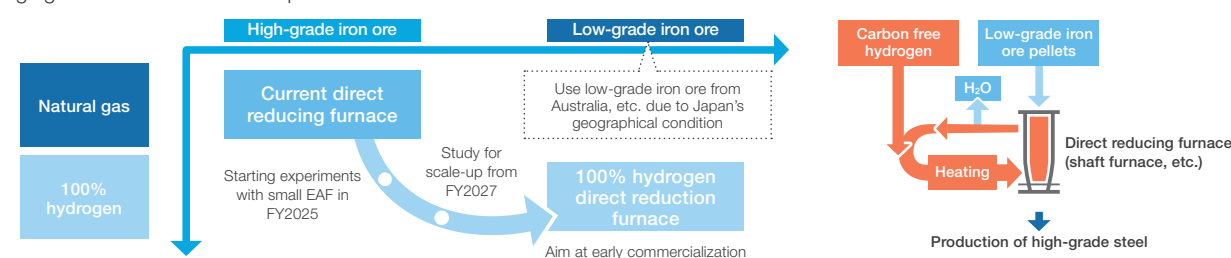 High-grade iron ore
Low-grade iron ore
Natural gas
100%
hydrogen
Current direct
reducing furnace
Use low-grade iron ore from
Australia, etc. due to Japan's
geographical condition
Starting experiments
with small EAF in
FY2025
Study for
scale-up from
FY2027
100% hydrogen
direct reduction
furnace
Aim at early commercialization
Carbon free
hydrogen
Low-grade iron
ore pellets
H₂O
Heating
Direct reducing furnace
(shaft furnace, etc.)
Production of high-grade steel